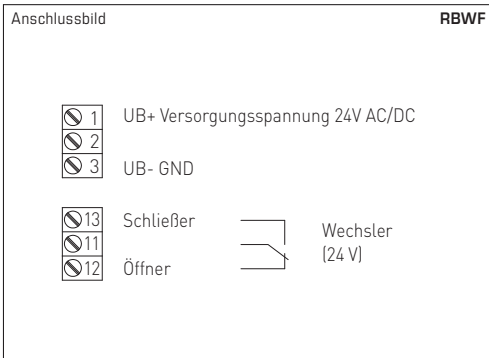 Anschlussbild RBWF
1 UB+ Versorgungsspannung 24V AC/DC
2
3 UB- GND
13 Schließer
11
12 Öffner
Wechsler
(24 V)